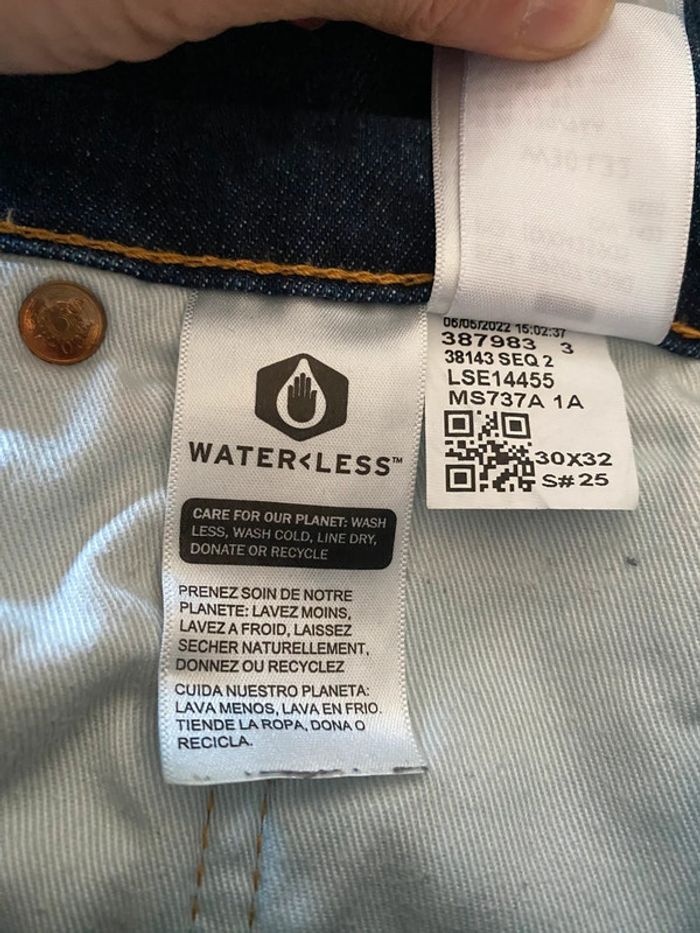 06/05/2022 15:02:37
387983 3
38143 SEQ 2
LSE14455
MS737A 1A
30X32
S#25
WATER<LESS™
CARE FOR OUR PLANET: WASH
LESS, WASH COLD, LINE DRY,
DONATE OR RECYCLE
PRENEZ SOIN DE NOTRE
PLANETE: LAVEZ MOINS,
LAVEZ A FROID, LAISSEZ
SECHER NATURELLEMENT,
DONNEZ OU RECYCLEZ
CUIDA NUESTRO PLANETA:
LAVA MENOS, LAVA EN FRIO.
TIENDE LA ROPA, DONA O
RECICLA.